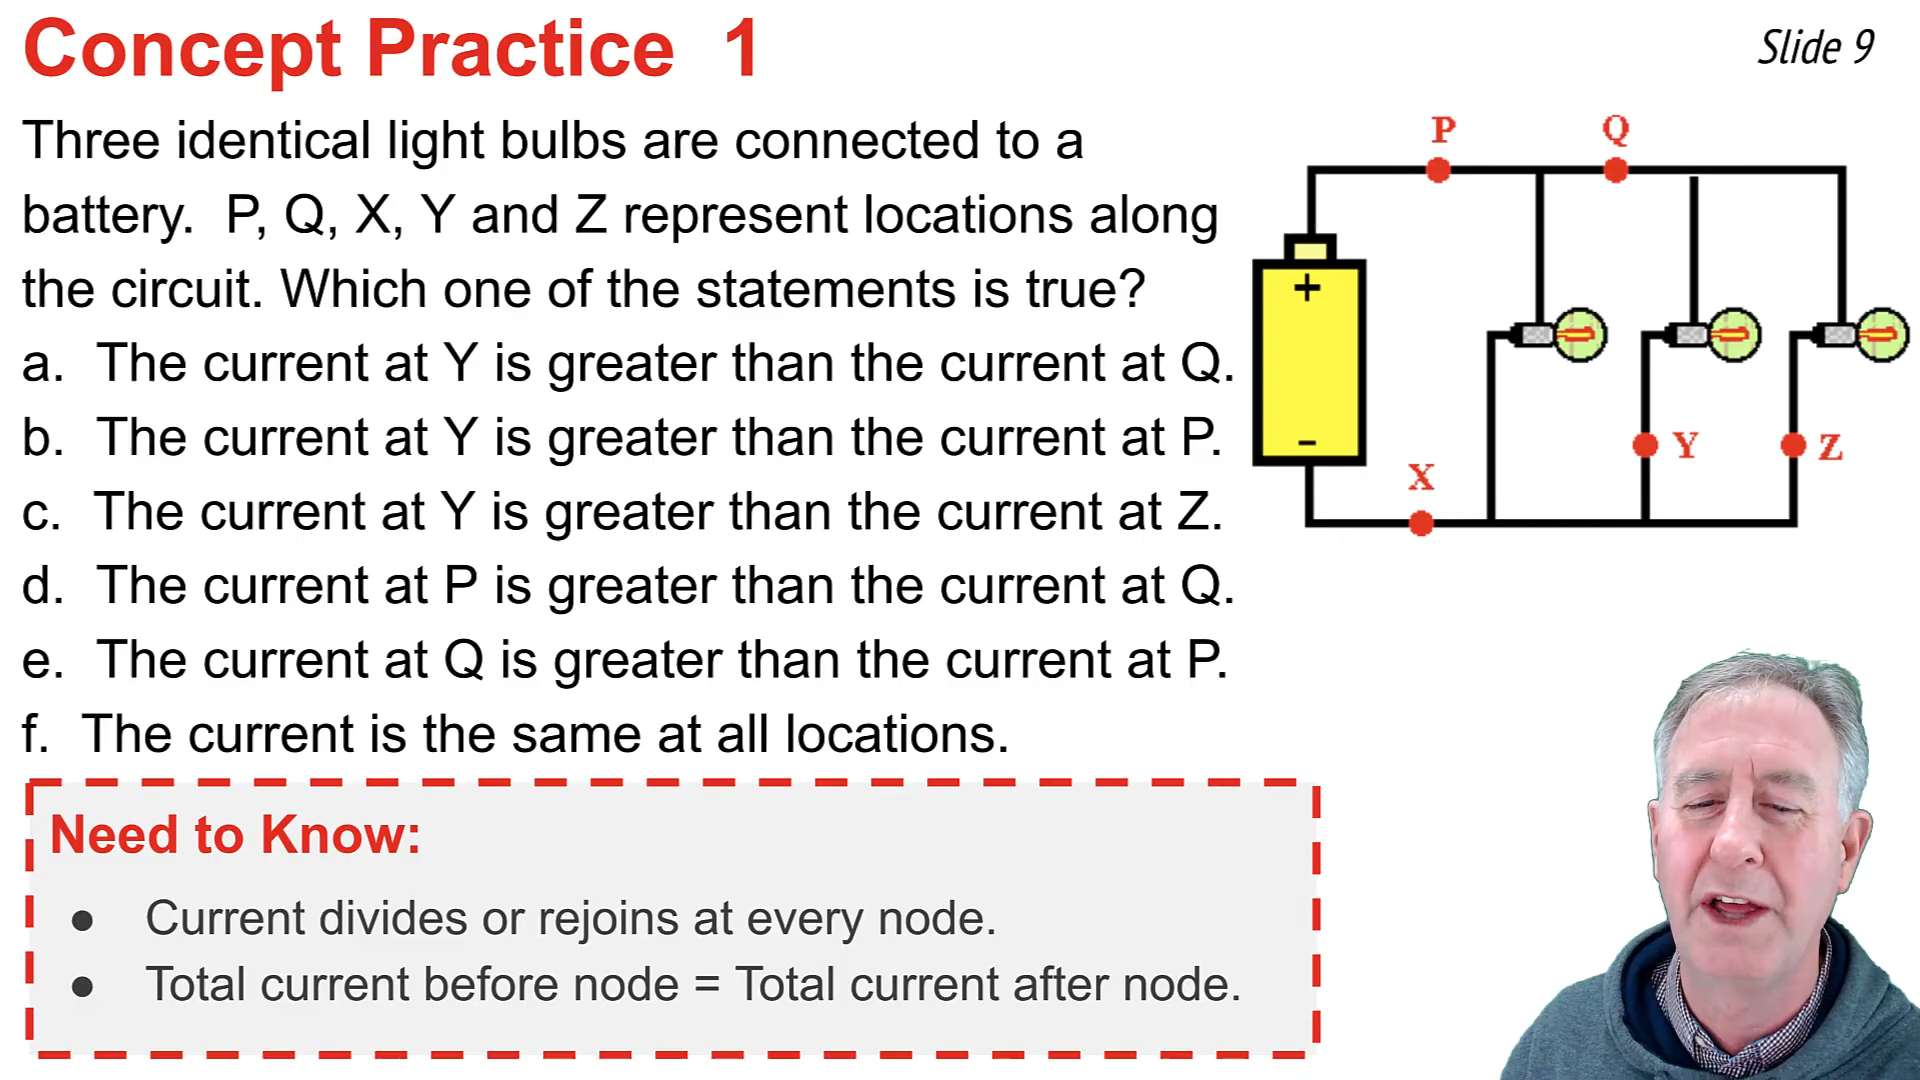 Concept Practice 1
Slide 9
Three identical light bulbs are connected to a
battery. P, Q, X, Y and Z represent locations along
the circuit. Which one of the statements is true?
a. The current at Y is greater than the current at Q.
b. The current at Y is greater than the current at P.
c. The current at Y is greater than the current at Z.
d. The current at P is greater than the current at Q.
e. The current at Q is greater than the current at P.
f. The current is the same at all locations.
P
Q
+
-
X
Y
Z
Need to Know:
● Current divides or rejoins at every node.
● Total current before node = Total current after node.